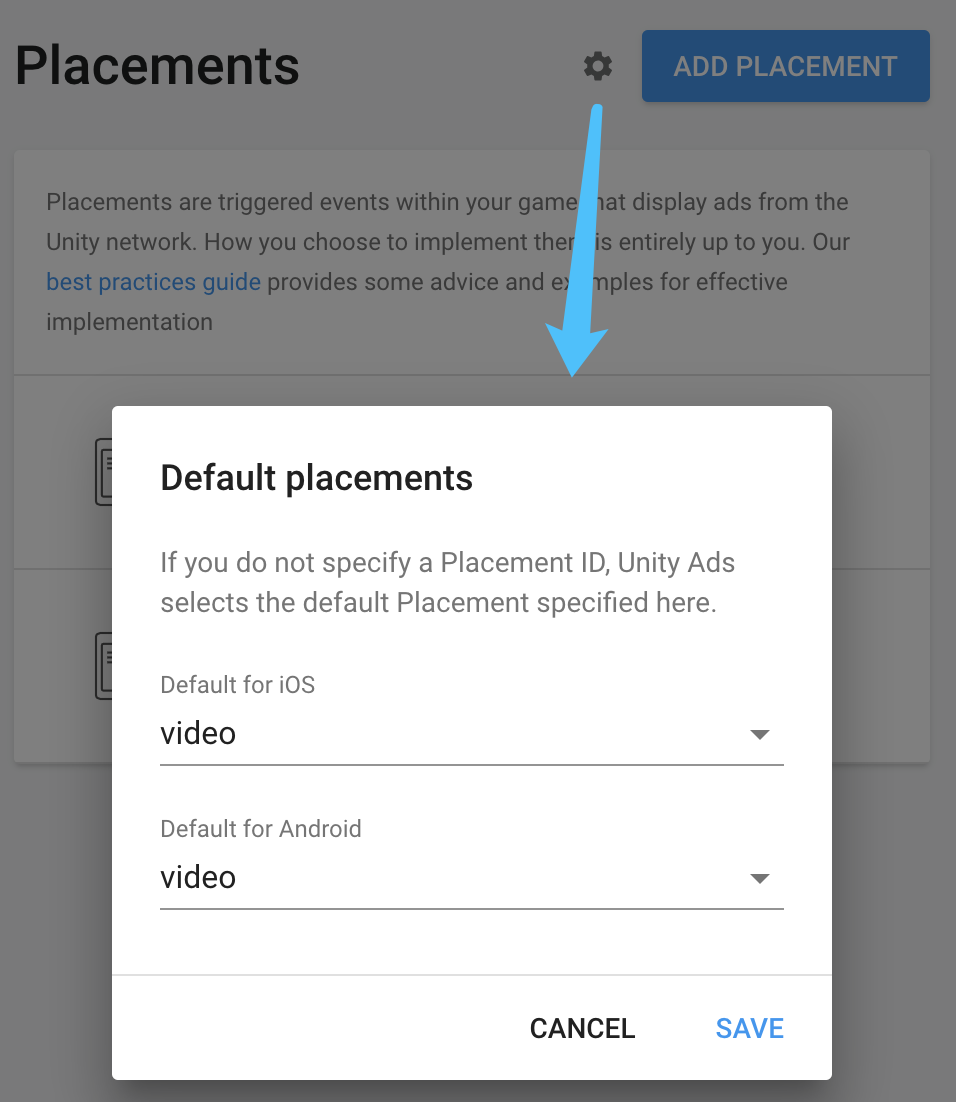 Placements
ADD PLACEMENT
Placements are triggered events within your game hat display ads from the
Unity network. How you choose to implement the is entirely up to you. Our
best practices guide provides some advice and ex mples for effective
implementation
Default placements
If you do not specify a Placement ID, Unity Ads
selects the default Placement specified here.
Default for iOS
video
Default for Android
video
CANCEL
SAVE